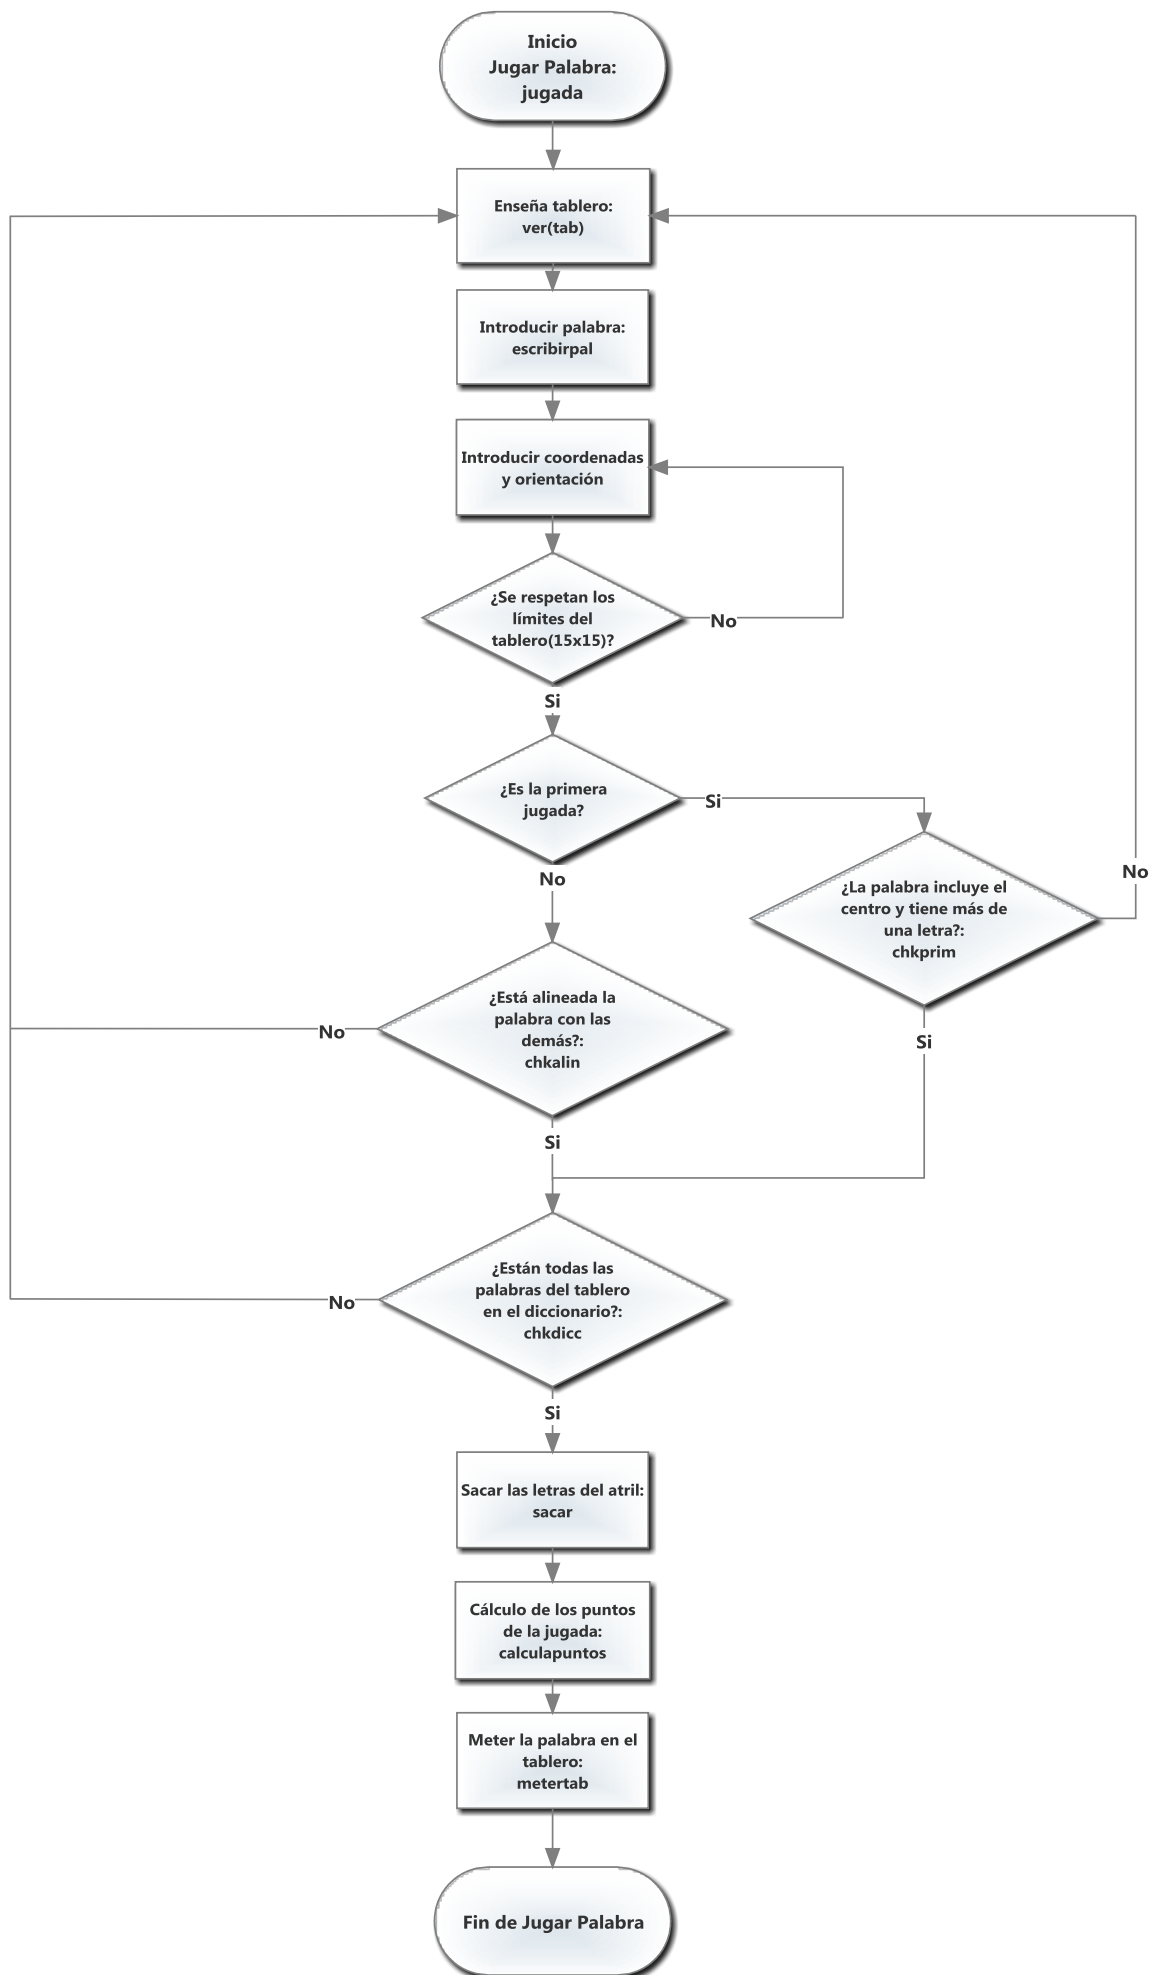 Inicio
Jugar Palabra:
jugada
Enseña tablero:
ver(tab)
Introducir palabra:
escribirpal
Introducir coordenadas
y orientación
¿Se respetan los
límites del
tablero(15x15)?
No
Si
¿Es la primera
jugada?
Si
No
¿La palabra incluye el
centro y tiene más de
una letra?:
chkprim
No
Si
¿Está alineada la
palabra con las
demás?:
chkalin
No
Si
¿Están todas las
palabras del tablero
en el diccionario?:
chkdicc
No
Si
Sacar las letras del atril:
sacar
Cálculo de los puntos
de la jugada:
calculapuntos
Meter la palabra en el
tablero:
metertab
Fin de Jugar Palabra